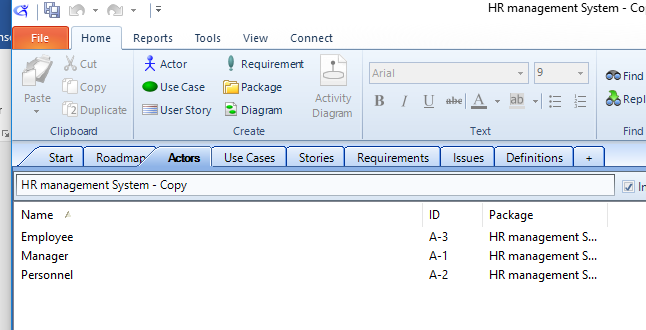 HR management System - Co
File Home Reports Tools View Connect
Paste
Cut
Copy
Duplicate
Clipboard
Actor
Use Case
User Story
Requirement
Package
Diagram
Activity
Diagram
Create
Arial 9
B I U abc A ab
Text
Find
Repl
Find
Start Roadmap Actors Use Cases Stories Requirements Issues Definitions +
HR management System - Copy
In
Name ID Package
Employee A-3 HR management S...
Manager A-1 HR management S...
Personnel A-2 HR management S...